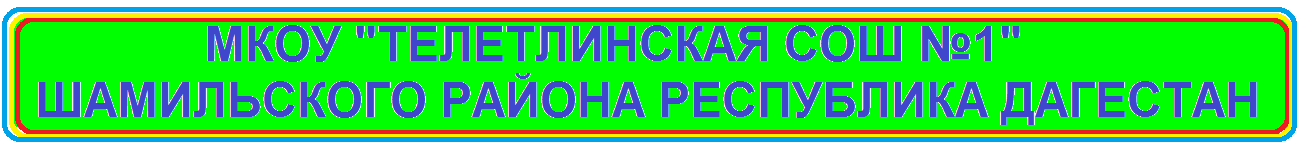 МКОУ "ТЕЛЕТЛИНСКАЯ СОШ №1"
ШАМИЛЬСКОГО РАЙОНА РЕСПУБЛИКА ДАГЕСТАН